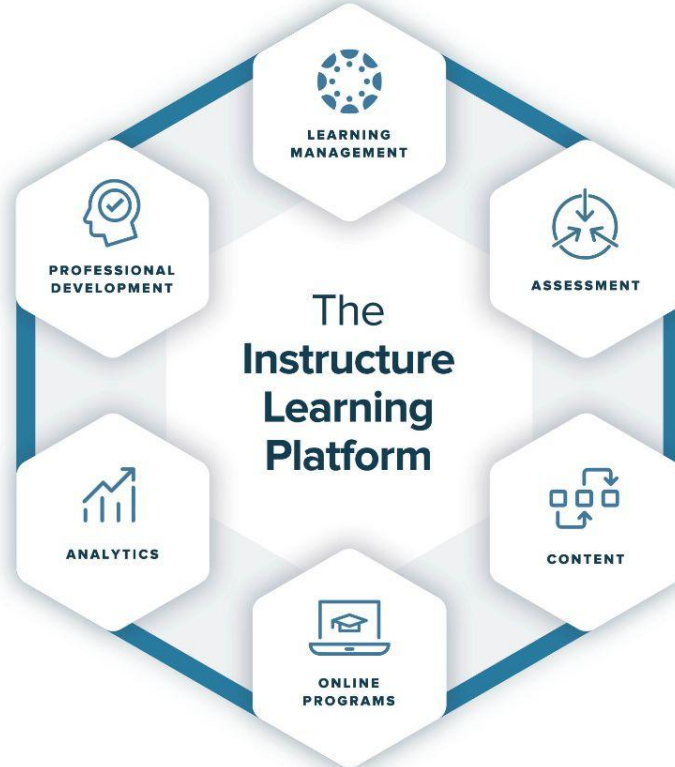 LEARNING
MANAGEMENT
PROFESSIONAL
DEVELOPMENT
ASSESSMENT
The
Instructure
Learning
Platform
ANALYTICS
CONTENT
ONLINE
PROGRAMS